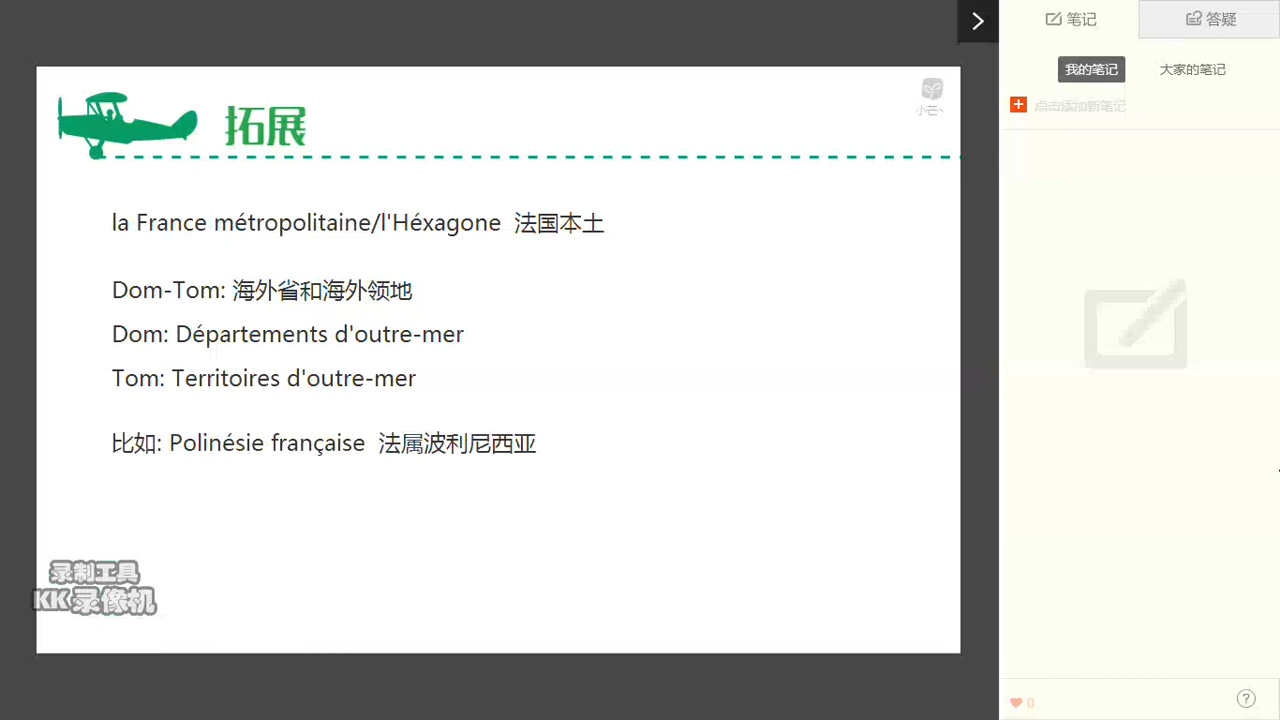 笔记
答疑
我的笔记
大家的笔记
点击添加新笔记
拓展
la France métropolitaine/l'Héxagone 法国本土
Dom-Tom: 海外省和海外领地
Dom: Départements d'outre-mer
Tom: Territoires d'outre-mer
比如: Polinésie française 法属波利尼西亚
录制工具
KK 录像机
0
?